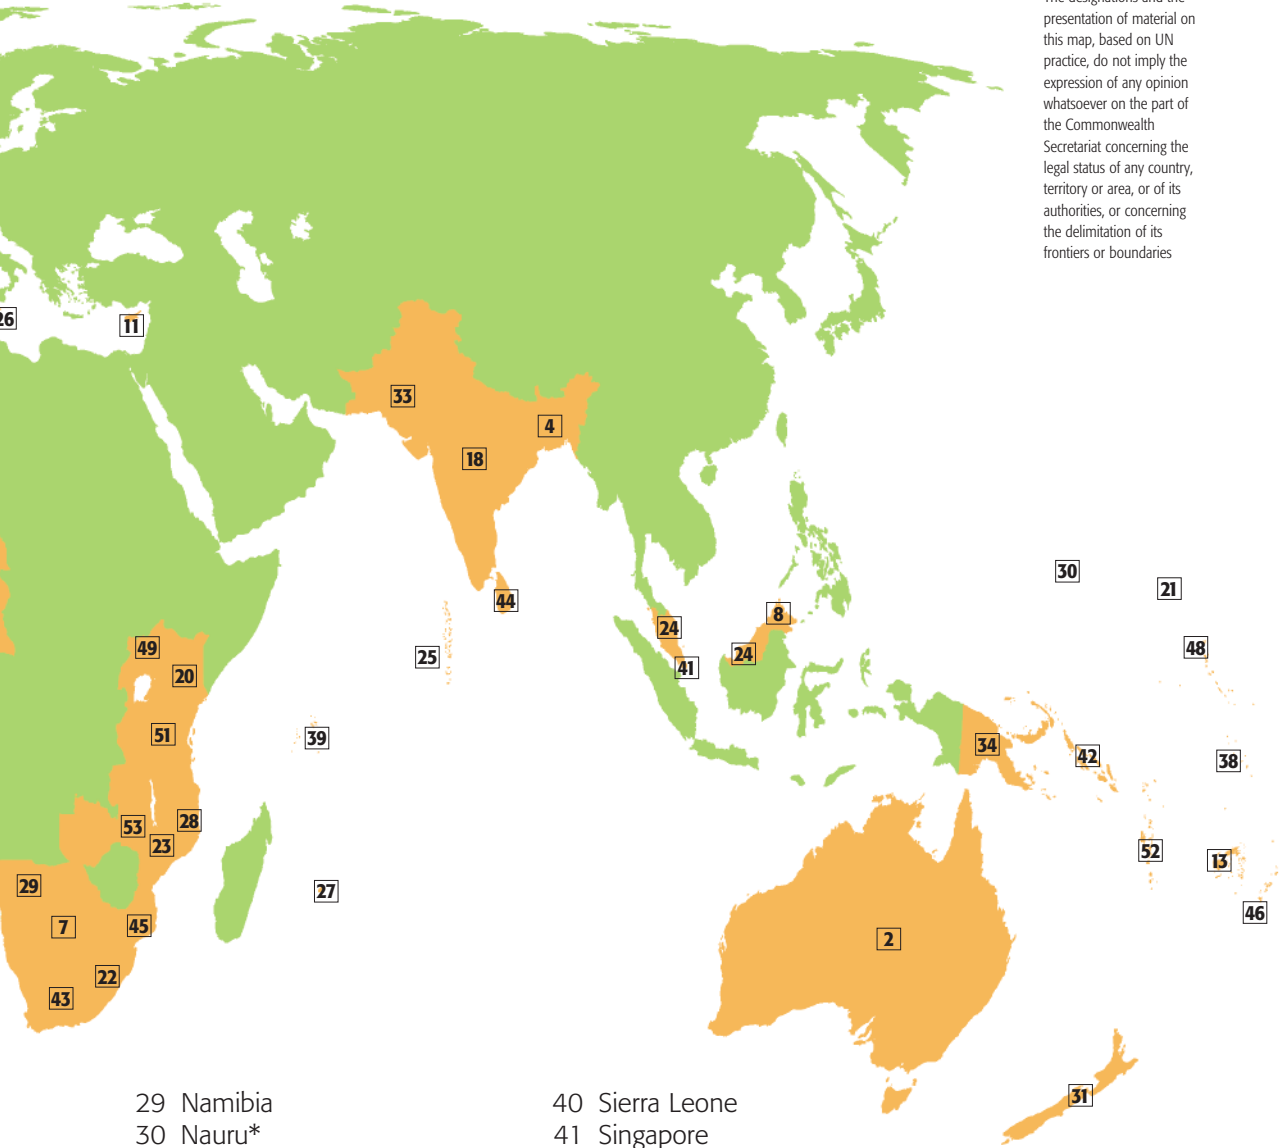 The designations and the
presentation of material on
this map, based on UN
practice, do not imply the
expression of any opinion
whatsoever on the part of
the Commonwealth
Secretariat concerning the
legal status of any country,
territory or area, or of its
authorities, or concerning
the delimitation of its
frontiers or boundaries
26
11
33
4
18
30
21
44
8
24
49
48
25
24
41
20
51
39
34
42
38
53
28
23
52
13
29
27
46
7
45
2
22
43
31
29 Namibia
30 Nauru*
40 Sierra Leone
41 Singapore